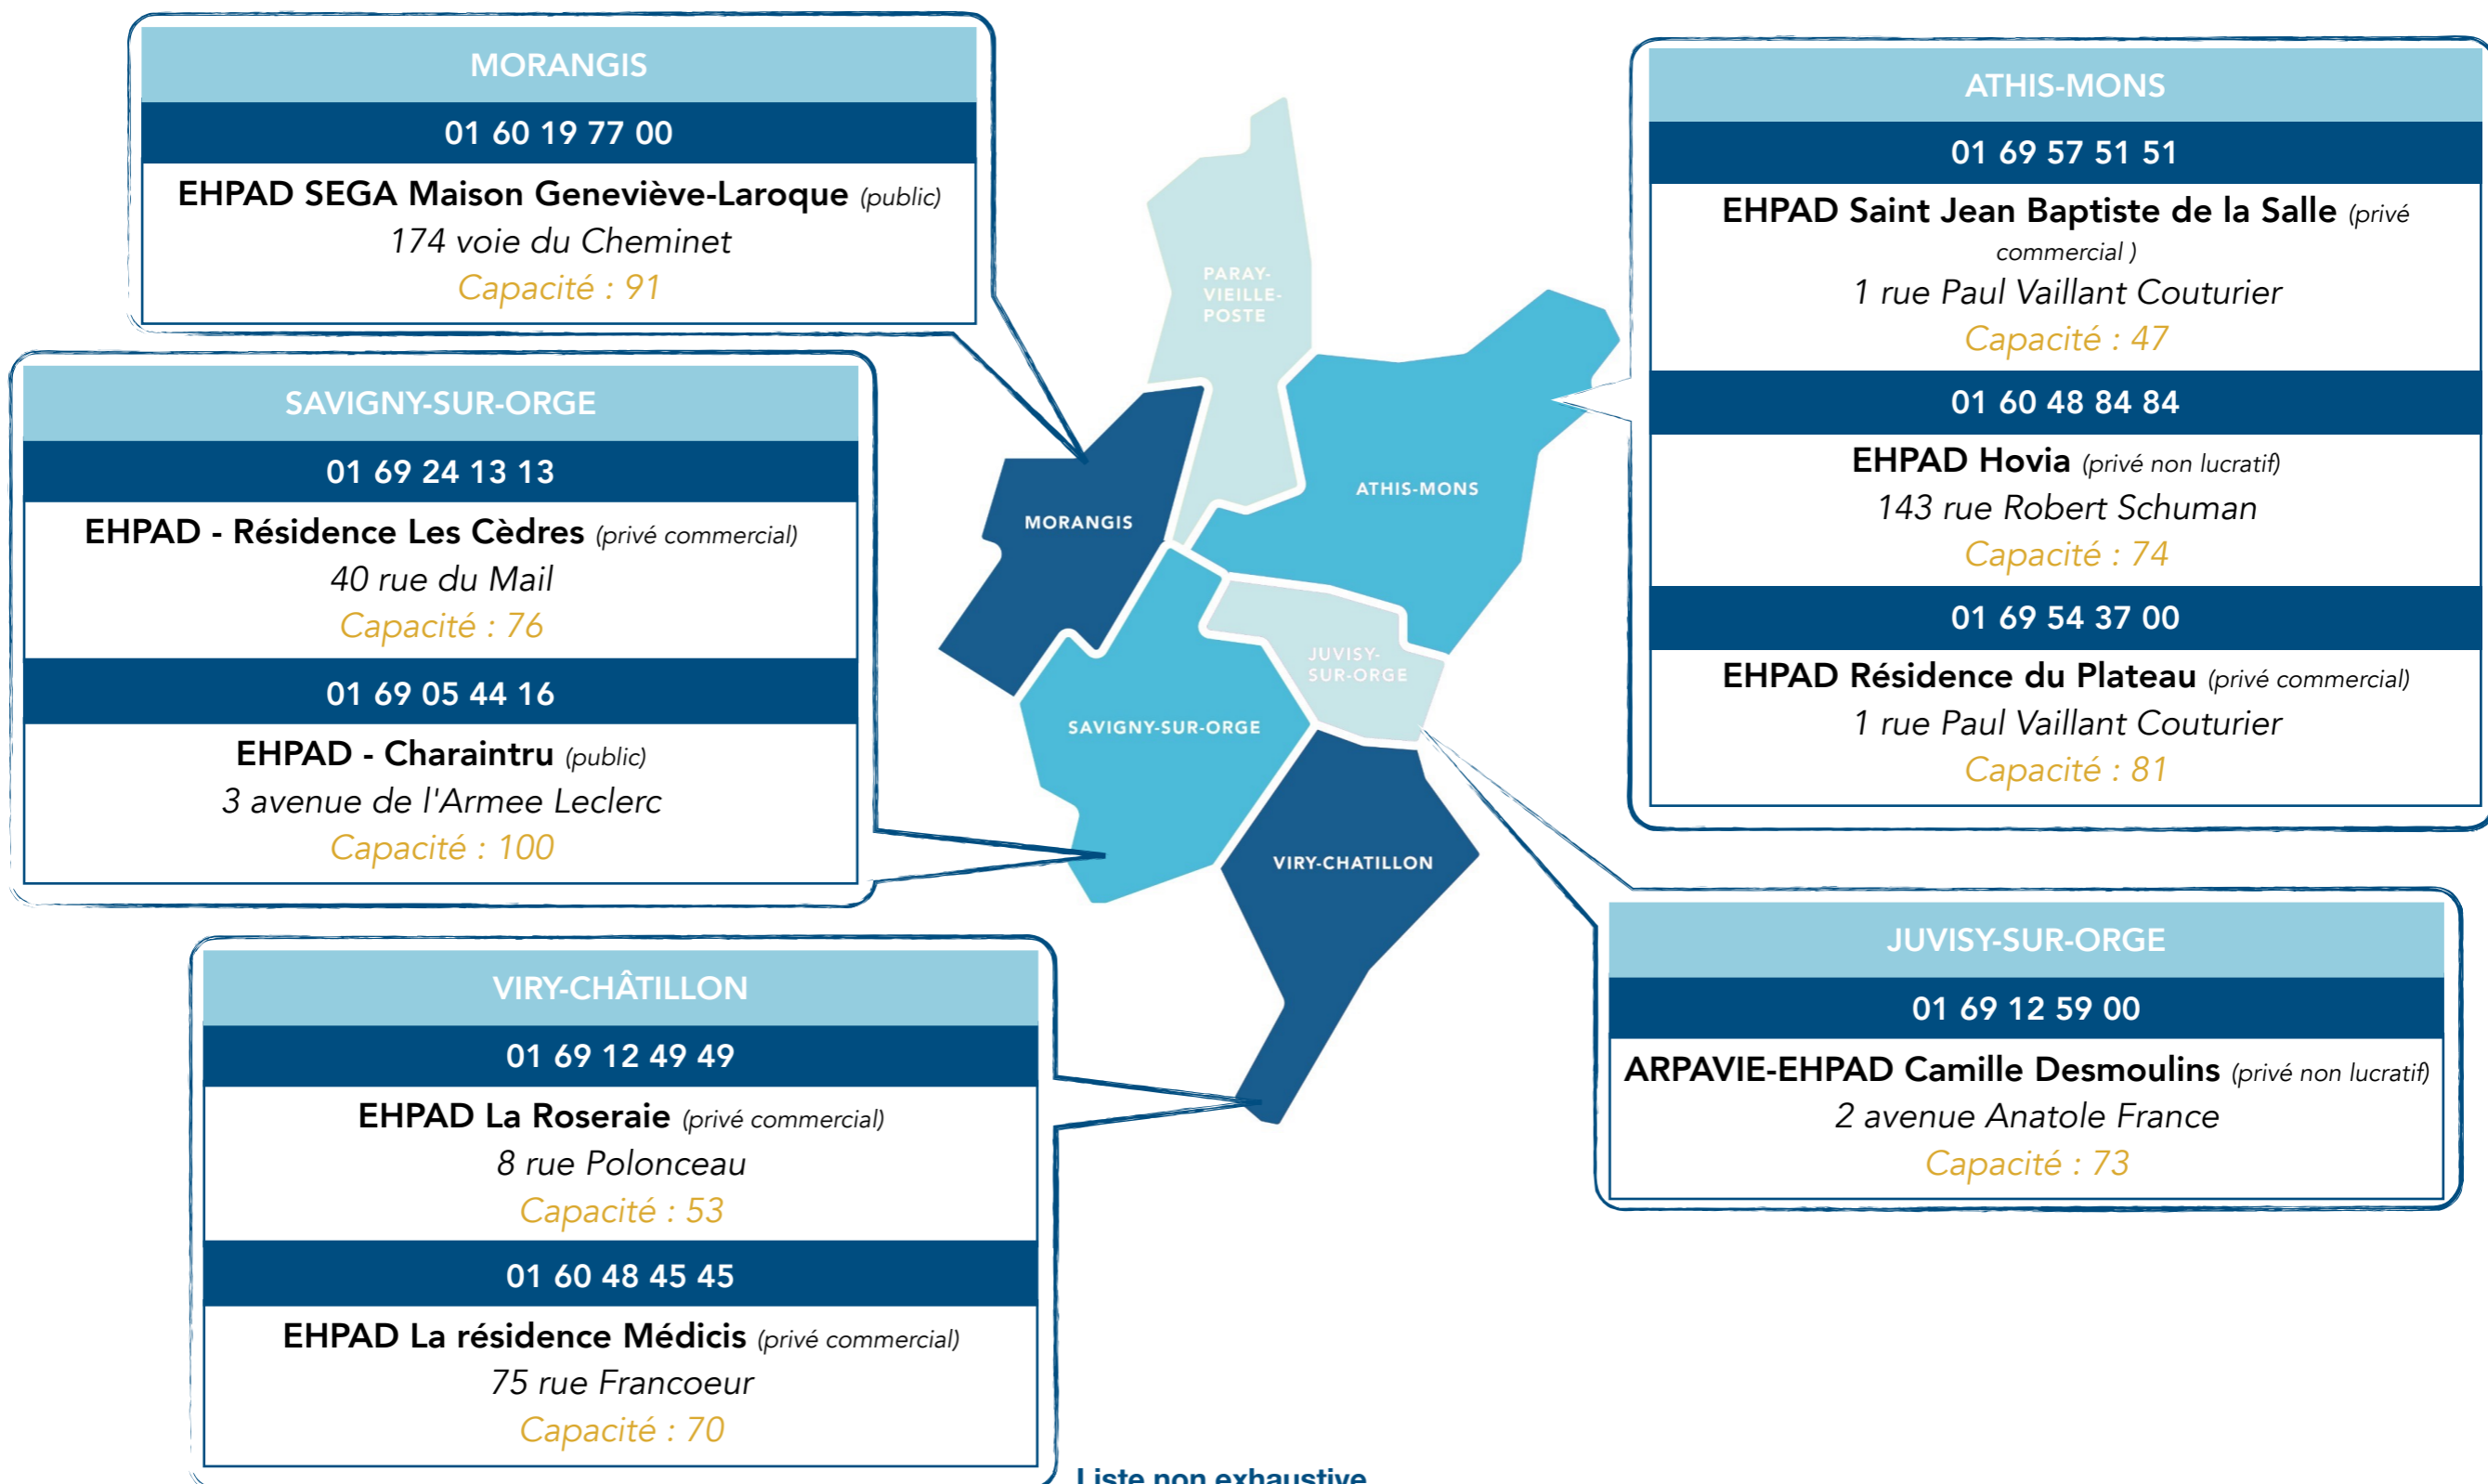 MORANGIS
01 60 19 77 00
EHPAD SEGA Maison Geneviève-Laroque (public)
174 voie du Cheminet
Capacité : 91
SAVIGNY-SUR-ORGE
01 69 24 13 13
EHPAD - Résidence Les Cèdres (privé commercial)
40 rue du Mail
Capacité : 76
01 69 05 44 16
EHPAD - Charaintru (public)
3 avenue de l'Armee Leclerc
Capacité : 100
VIRY-CHÂTILLON
01 69 12 49 49
EHPAD La Roseraie (privé commercial)
8 rue Polonceau
Capacité : 53
01 60 48 45 45
EHPAD La résidence Médicis (privé commercial)
75 rue Francoeur
Capacité : 70
PARAY-
VIEILLE-
POSTE
ATHIS-MONS
MORANGIS
JUVISY-
SUR-ORGE
SAVIGNY-SUR-ORGE
VIRY-CHATILLON
ATHIS-MONS
01 69 57 51 51
EHPAD Saint Jean Baptiste de la Salle (privé
commercial )
1 rue Paul Vaillant Couturier
Capacité : 47
01 60 48 84 84
EHPAD Hovia (privé non lucratif)
143 rue Robert Schuman
Capacité : 74
01 69 54 37 00
EHPAD Résidence du Plateau (privé commercial)
1 rue Paul Vaillant Couturier
Capacité : 81
JUVISY-SUR-ORGE
01 69 12 59 00
ARPAVIE-EHPAD Camille Desmoulins (privé non lucratif)
2 avenue Anatole France
Capacité : 73
Liste non exhaustive